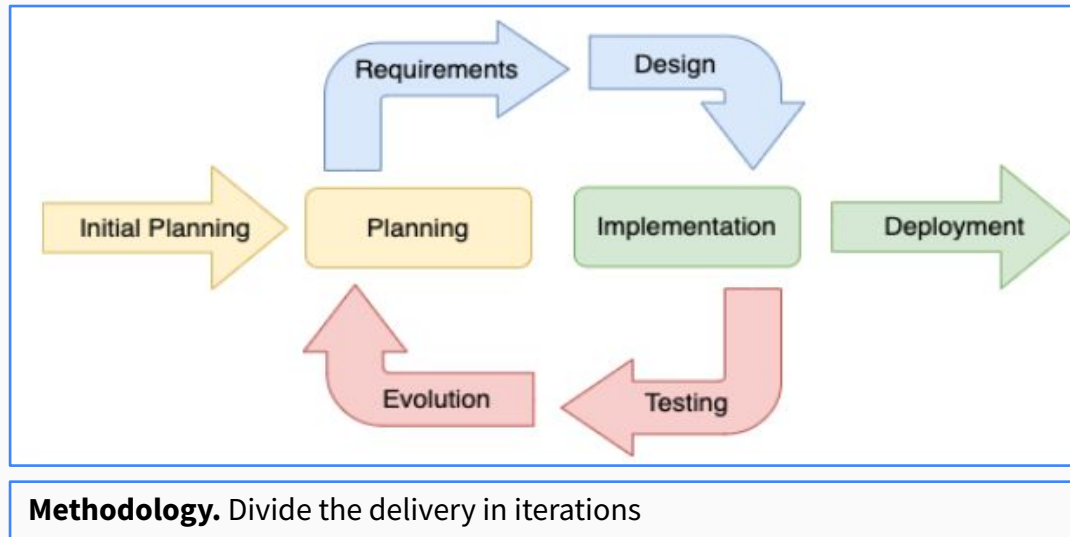 Requirements
Design
Initial Planning
Planning
Implementation
Deployment
Evolution
Testing
Methodology. Divide the delivery in iterations